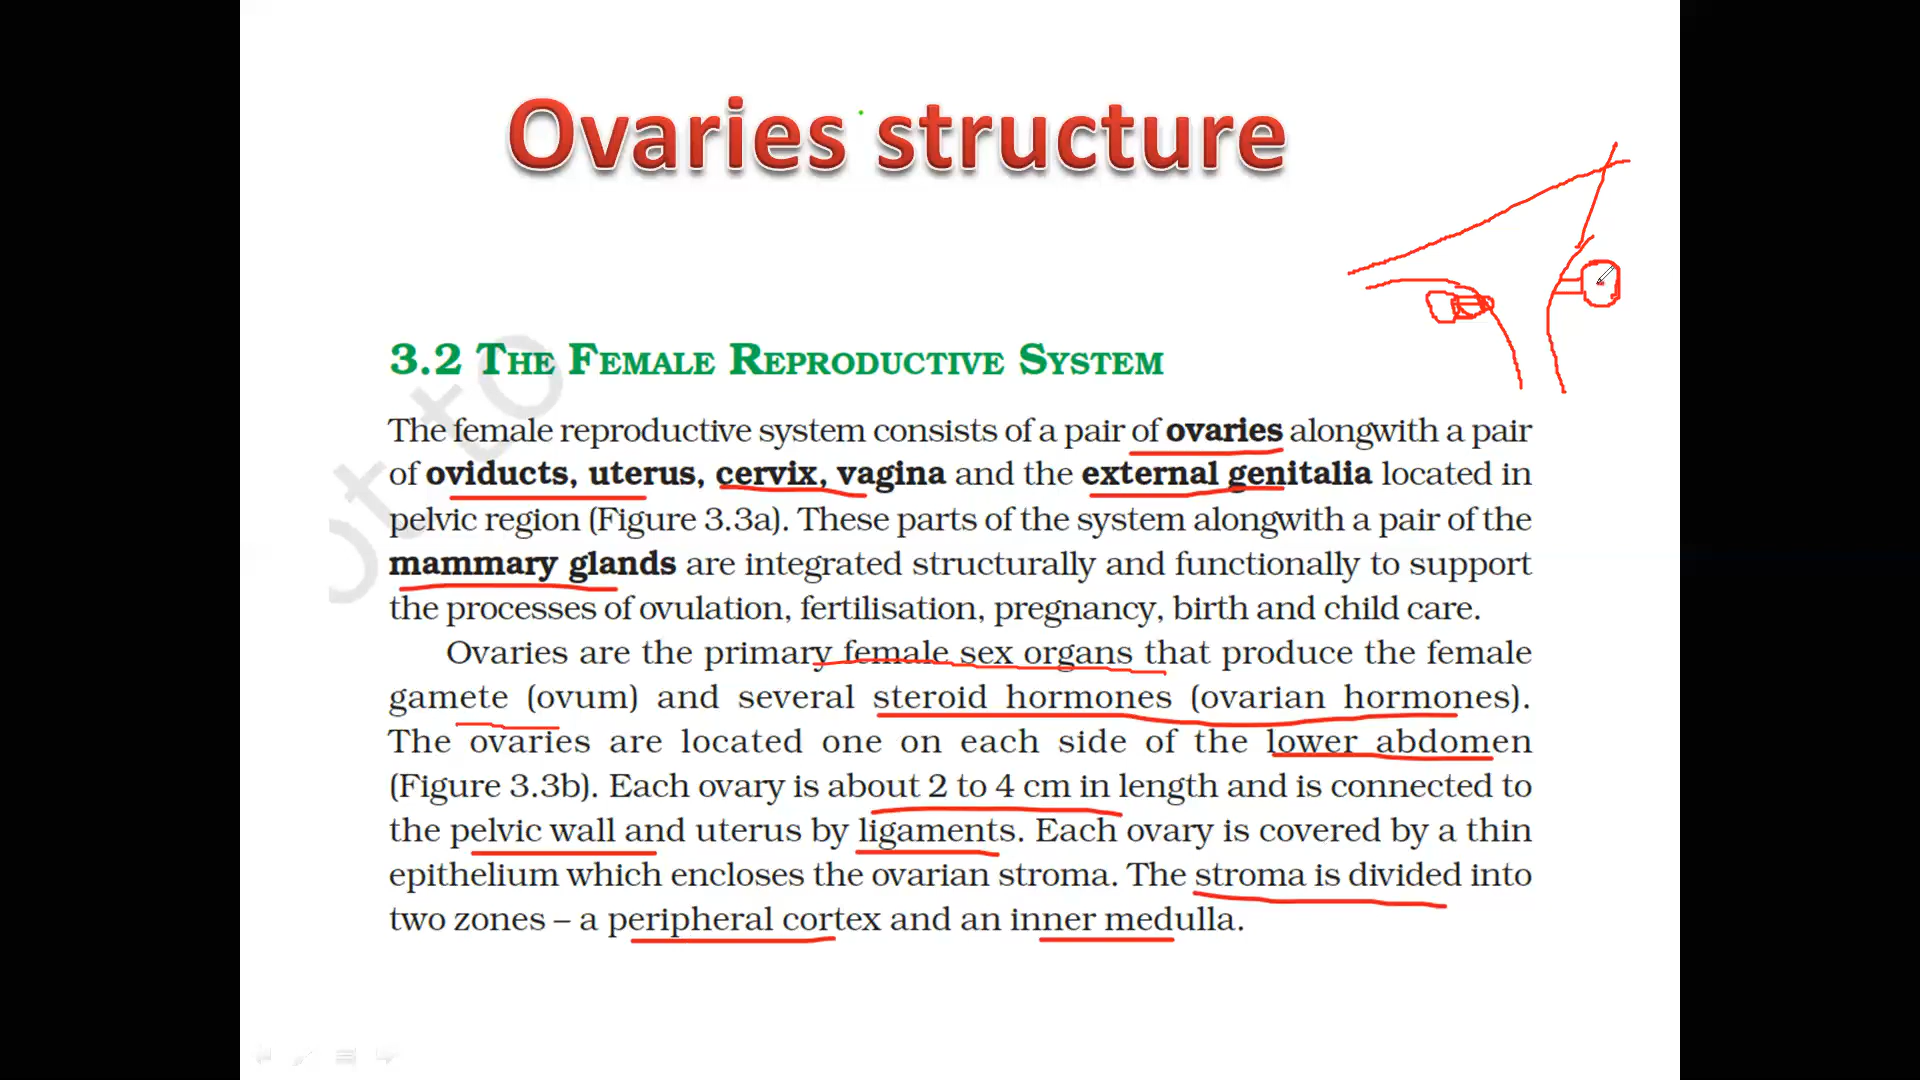 Ovaries structure
3.2 THE FEMALE REPRODUCTIVE SYSTEM
The female reproductive system consists of a pair of ovaries alongwith a pair
of oviducts, uterus, cervix, vagina and the external genitalia located in
pelvic region (Figure 3.3a). These parts of the system alongwith a pair of the
mammary glands are integrated structurally and functionally to support
the processes of ovulation, fertilisation, pregnancy, birth and child care.
Ovaries are the primary female sex organs that produce the female
gamete (ovum) and several steroid hormones (ovarian hormones).
The ovaries are located one on each side of the lower abdomen
(Figure 3.3b). Each ovary is about 2 to 4 cm in length and is connected to
the pelvic wall and uterus by ligaments. Each ovary is covered by a thin
epithelium which encloses the ovarian stroma. The stroma is divided into
two zones – a peripheral cortex and an inner medulla.
ot to